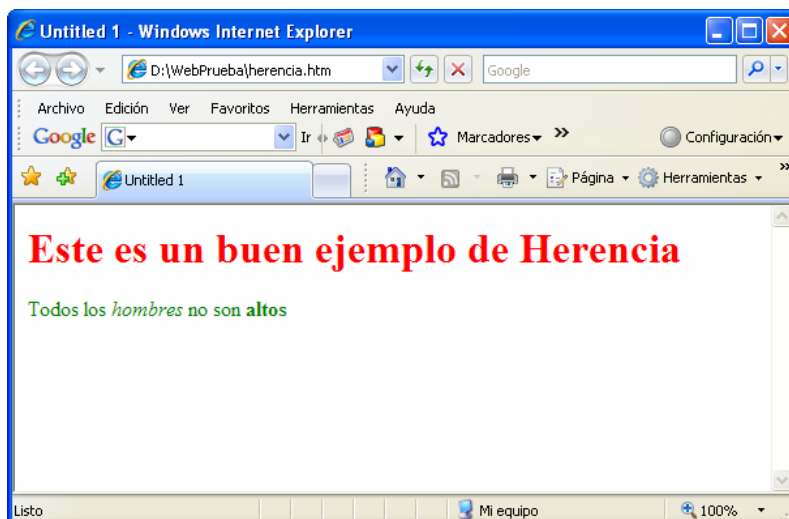 Untitled 1 - Windows Internet Explorer
D:\WebPrueba\herencia.htm Google
Archivo Edición Ver Favoritos Herramientas Ayuda
Google G Ir Marcadores Configuración
Untitled 1 Página Herramientas
Este es un buen ejemplo de Herencia
Todos los hombres no son altos
Listo Mi equipo 100%